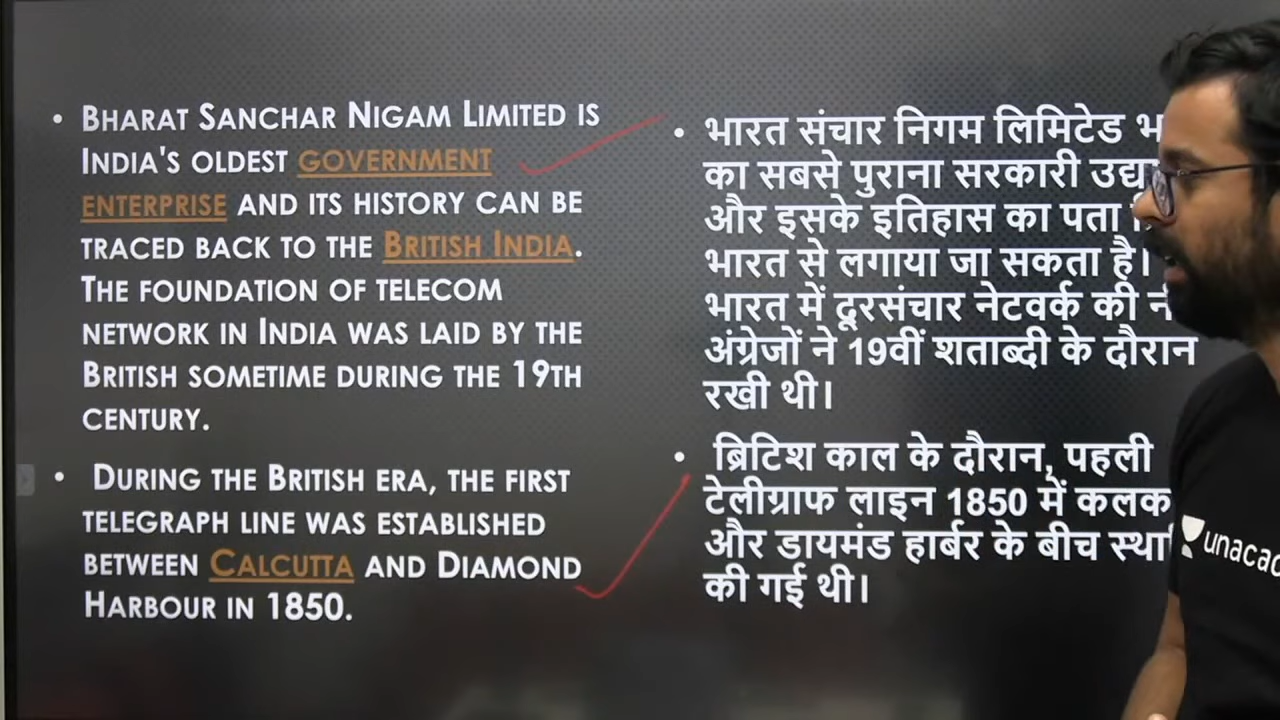 • Bharat Sanchar Nigam Limited is
India's oldest government
enterprise and its history can be
traced back to the British India.
The foundation of telecom
network in India was laid by the
British sometime during the 19th
century.
• During the British era, the first
telegraph line was established
between Calcutta and Diamond
Harbour in 1850.
• भारत संचार निगम लिमिटेड
का सबसे पुराना सरकारी
और इसके इतिहास का पता
भारत से लगाया जा सकता है।
भारत में दूरसंचार नेटवर्क की
अंग्रेजों ने 19वीं शताब्दी के दौरान
रखी थी।
• ब्रिटिश काल के दौरान, पहली
टेलीग्राफ लाइन 1850 में
और डायमंड हार्बर के बीच
की गई थी।